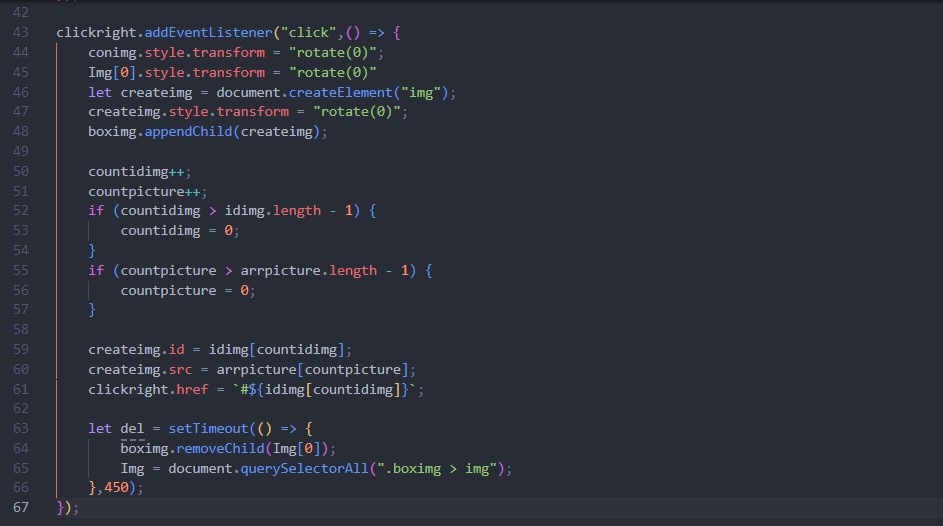 42
43 clickright.addEventListener("click",() => {
44     conimg.style.transform = "rotate(0)";
45     Img[0].style.transform = "rotate(0)"
46     let createimg = document.createElement("img");
47     createimg.style.transform = "rotate(0)";
48     boximg.appendChild(createimg);
49
50     countidimg++;
51     countpicture++;
52     if (countidimg > idimg.length - 1) {
53         countidimg = 0;
54     }
55     if (countpicture > arrpicture.length - 1) {
56         countpicture = 0;
57     }
58
59     createimg.id = idimg[countidimg];
60     createimg.src = arrpicture[countpicture];
61     clickright.href = `#${idimg[countidimg]}`;
62
63     let del = setTimeout(() => {
64         boximg.removeChild(Img[0]);
65         Img = document.querySelectorAll(".boximg > img");
66     },450);
67 });